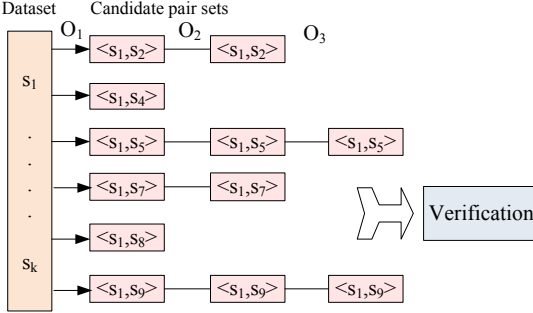 Dataset Candidate pair sets
O1 O2 O3
<s1,s2> <s1,s2>
s1
<s1,s4>
.
<s1,s5> <s1,s5> <s1,s5>
.
.
<s1,s7> <s1,s7>
.
Verification
<s1,s8>
sk
<s1,s9> <s1,s9> <s1,s9>